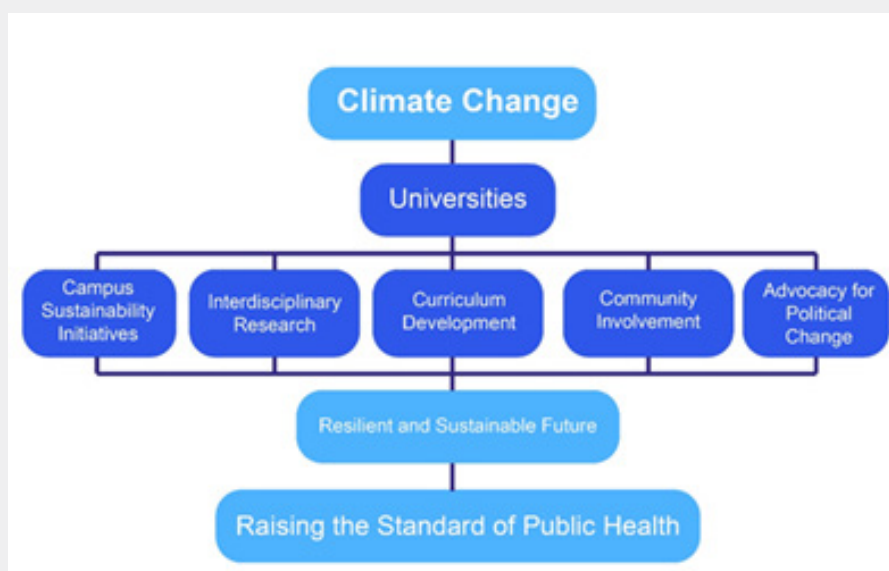 Climate Change
Universities
Campus
Sustainability
Initiatives
Interdisciplinary
Research
Curriculum
Development
Community
Involvement
Advocacy for
Political
Change
Resilient and Sustainable Future
Raising the Standard of Public Health